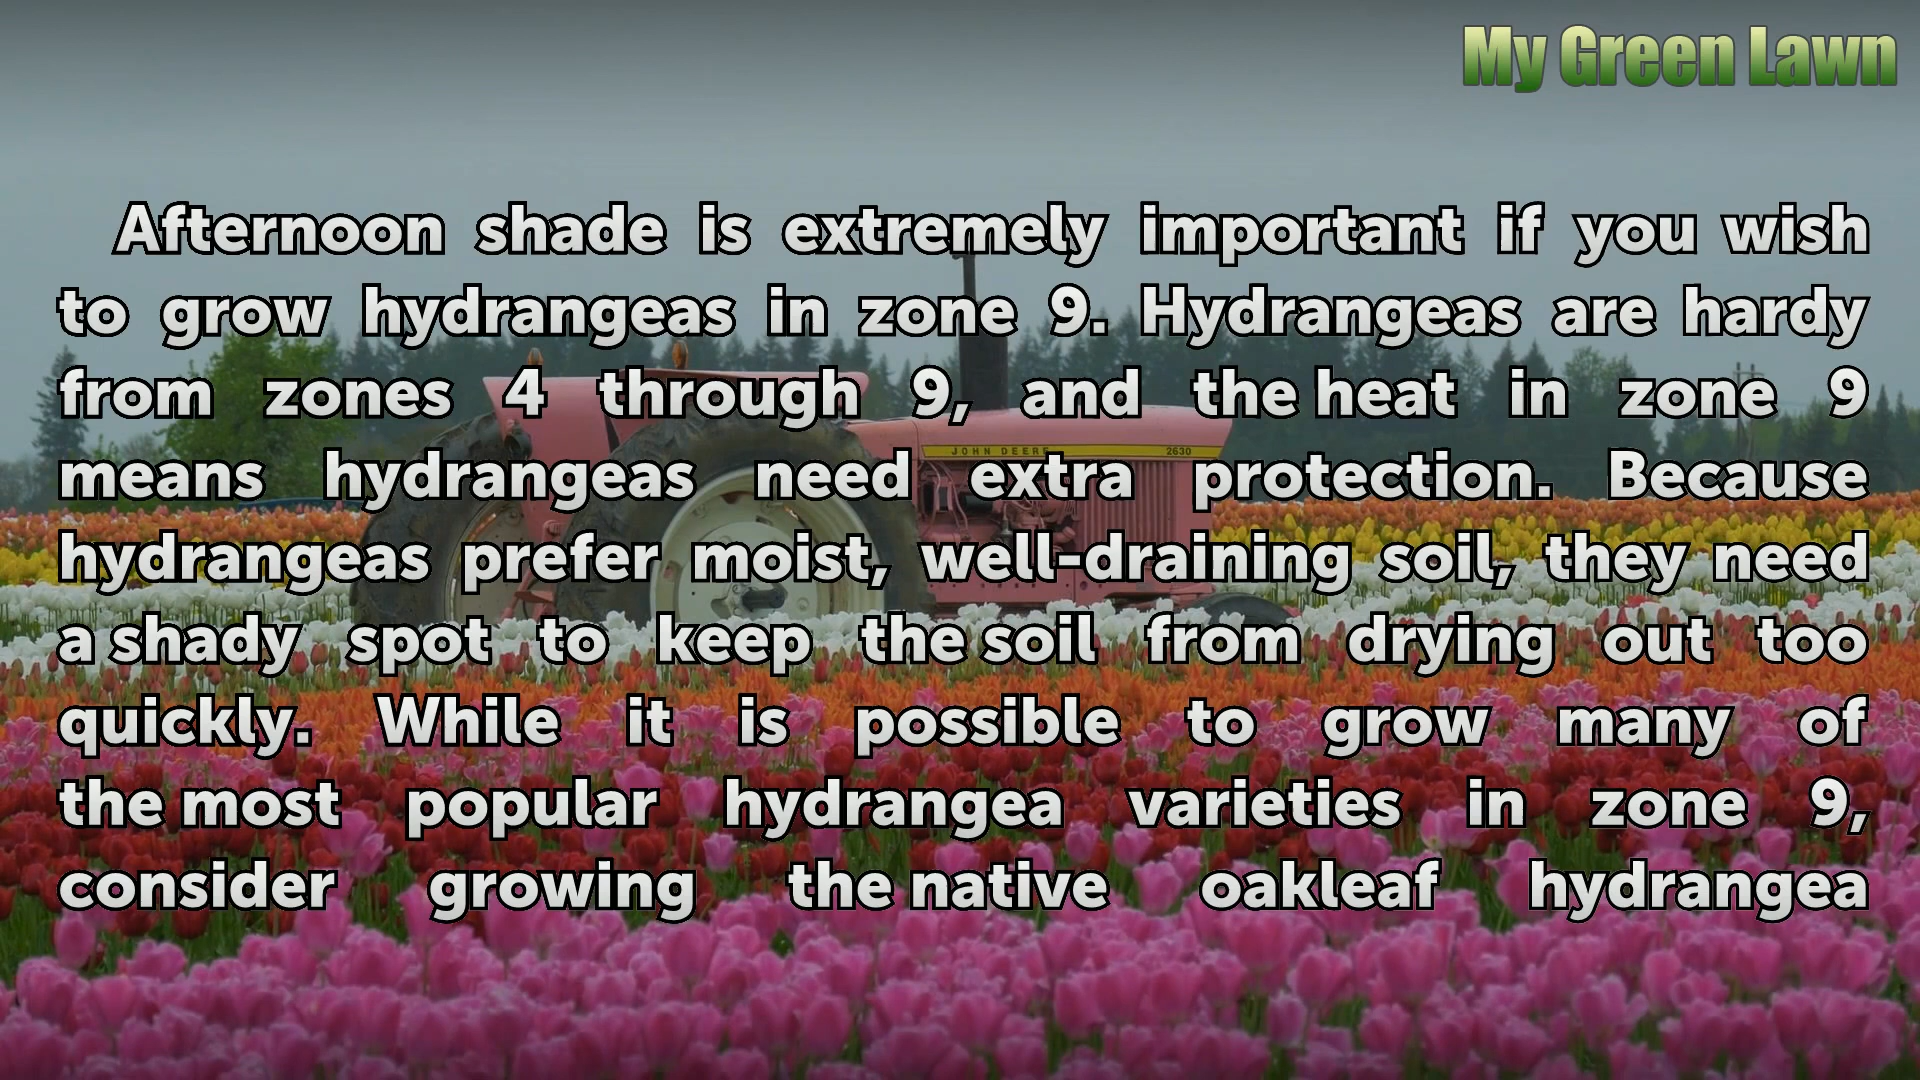 My Green Lawn
Afternoon shade is extremely important if you wish
to grow hydrangeas in zone 9. Hydrangeas are hardy
from zones 4 through 9, and the heat in zone 9
means hydrangeas need extra protection. Because
JOHN DEERE 2630
hydrangeas prefer moist, well-draining soil, they need
a shady spot to keep the soil from drying out too
quickly. While it is possible to grow many of
the most popular hydrangea varieties in zone 9,
consider growing the native oakleaf hydrangea